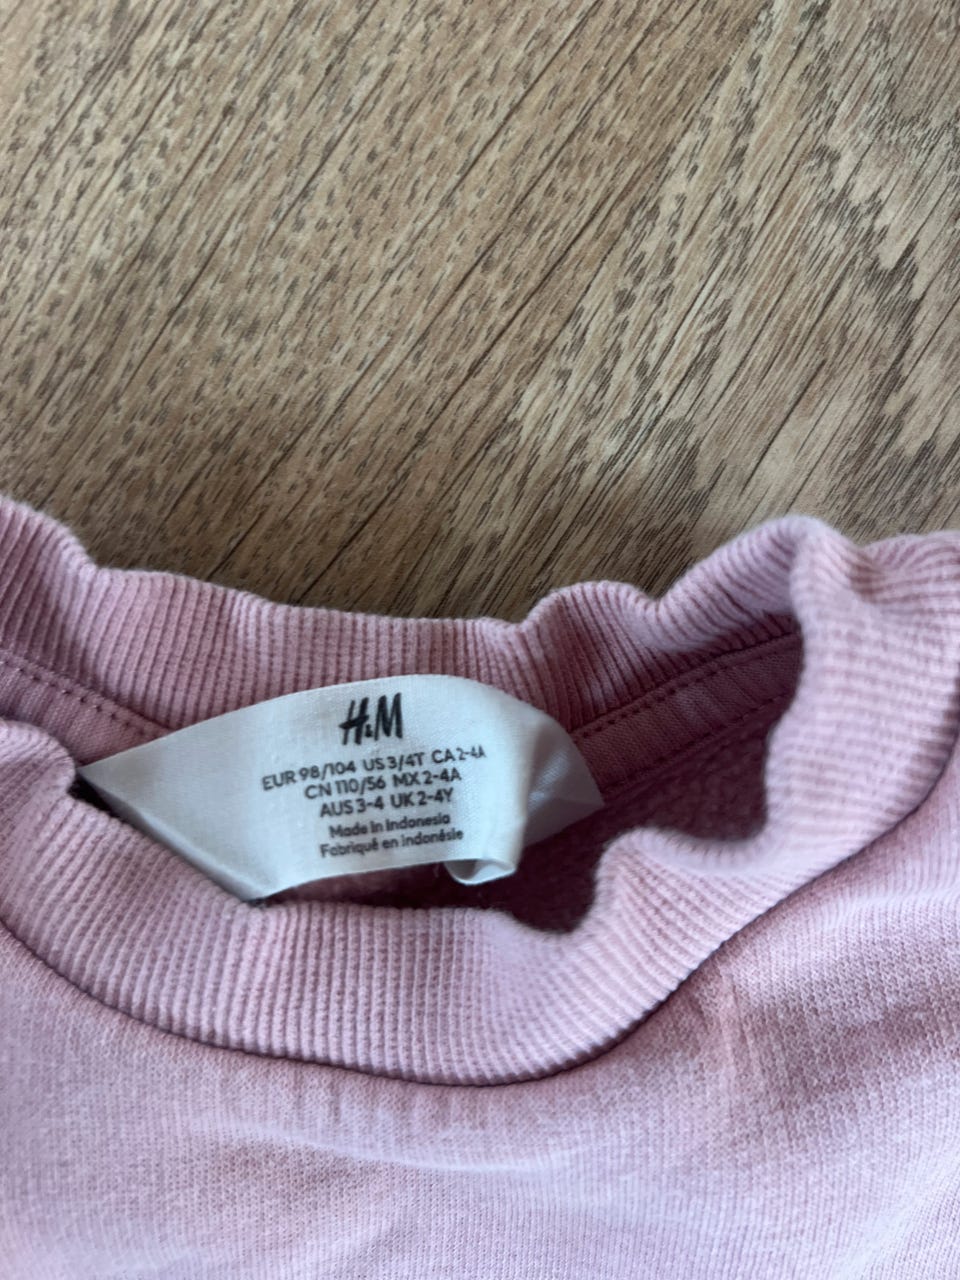 H&M
EUR 98/104 US 3/4T CA 2-4A
CN 110/56 MX 2-4A
AUS 3-4 UK 2-4Y
Made in Indonesia
Fabriqué en indonésie